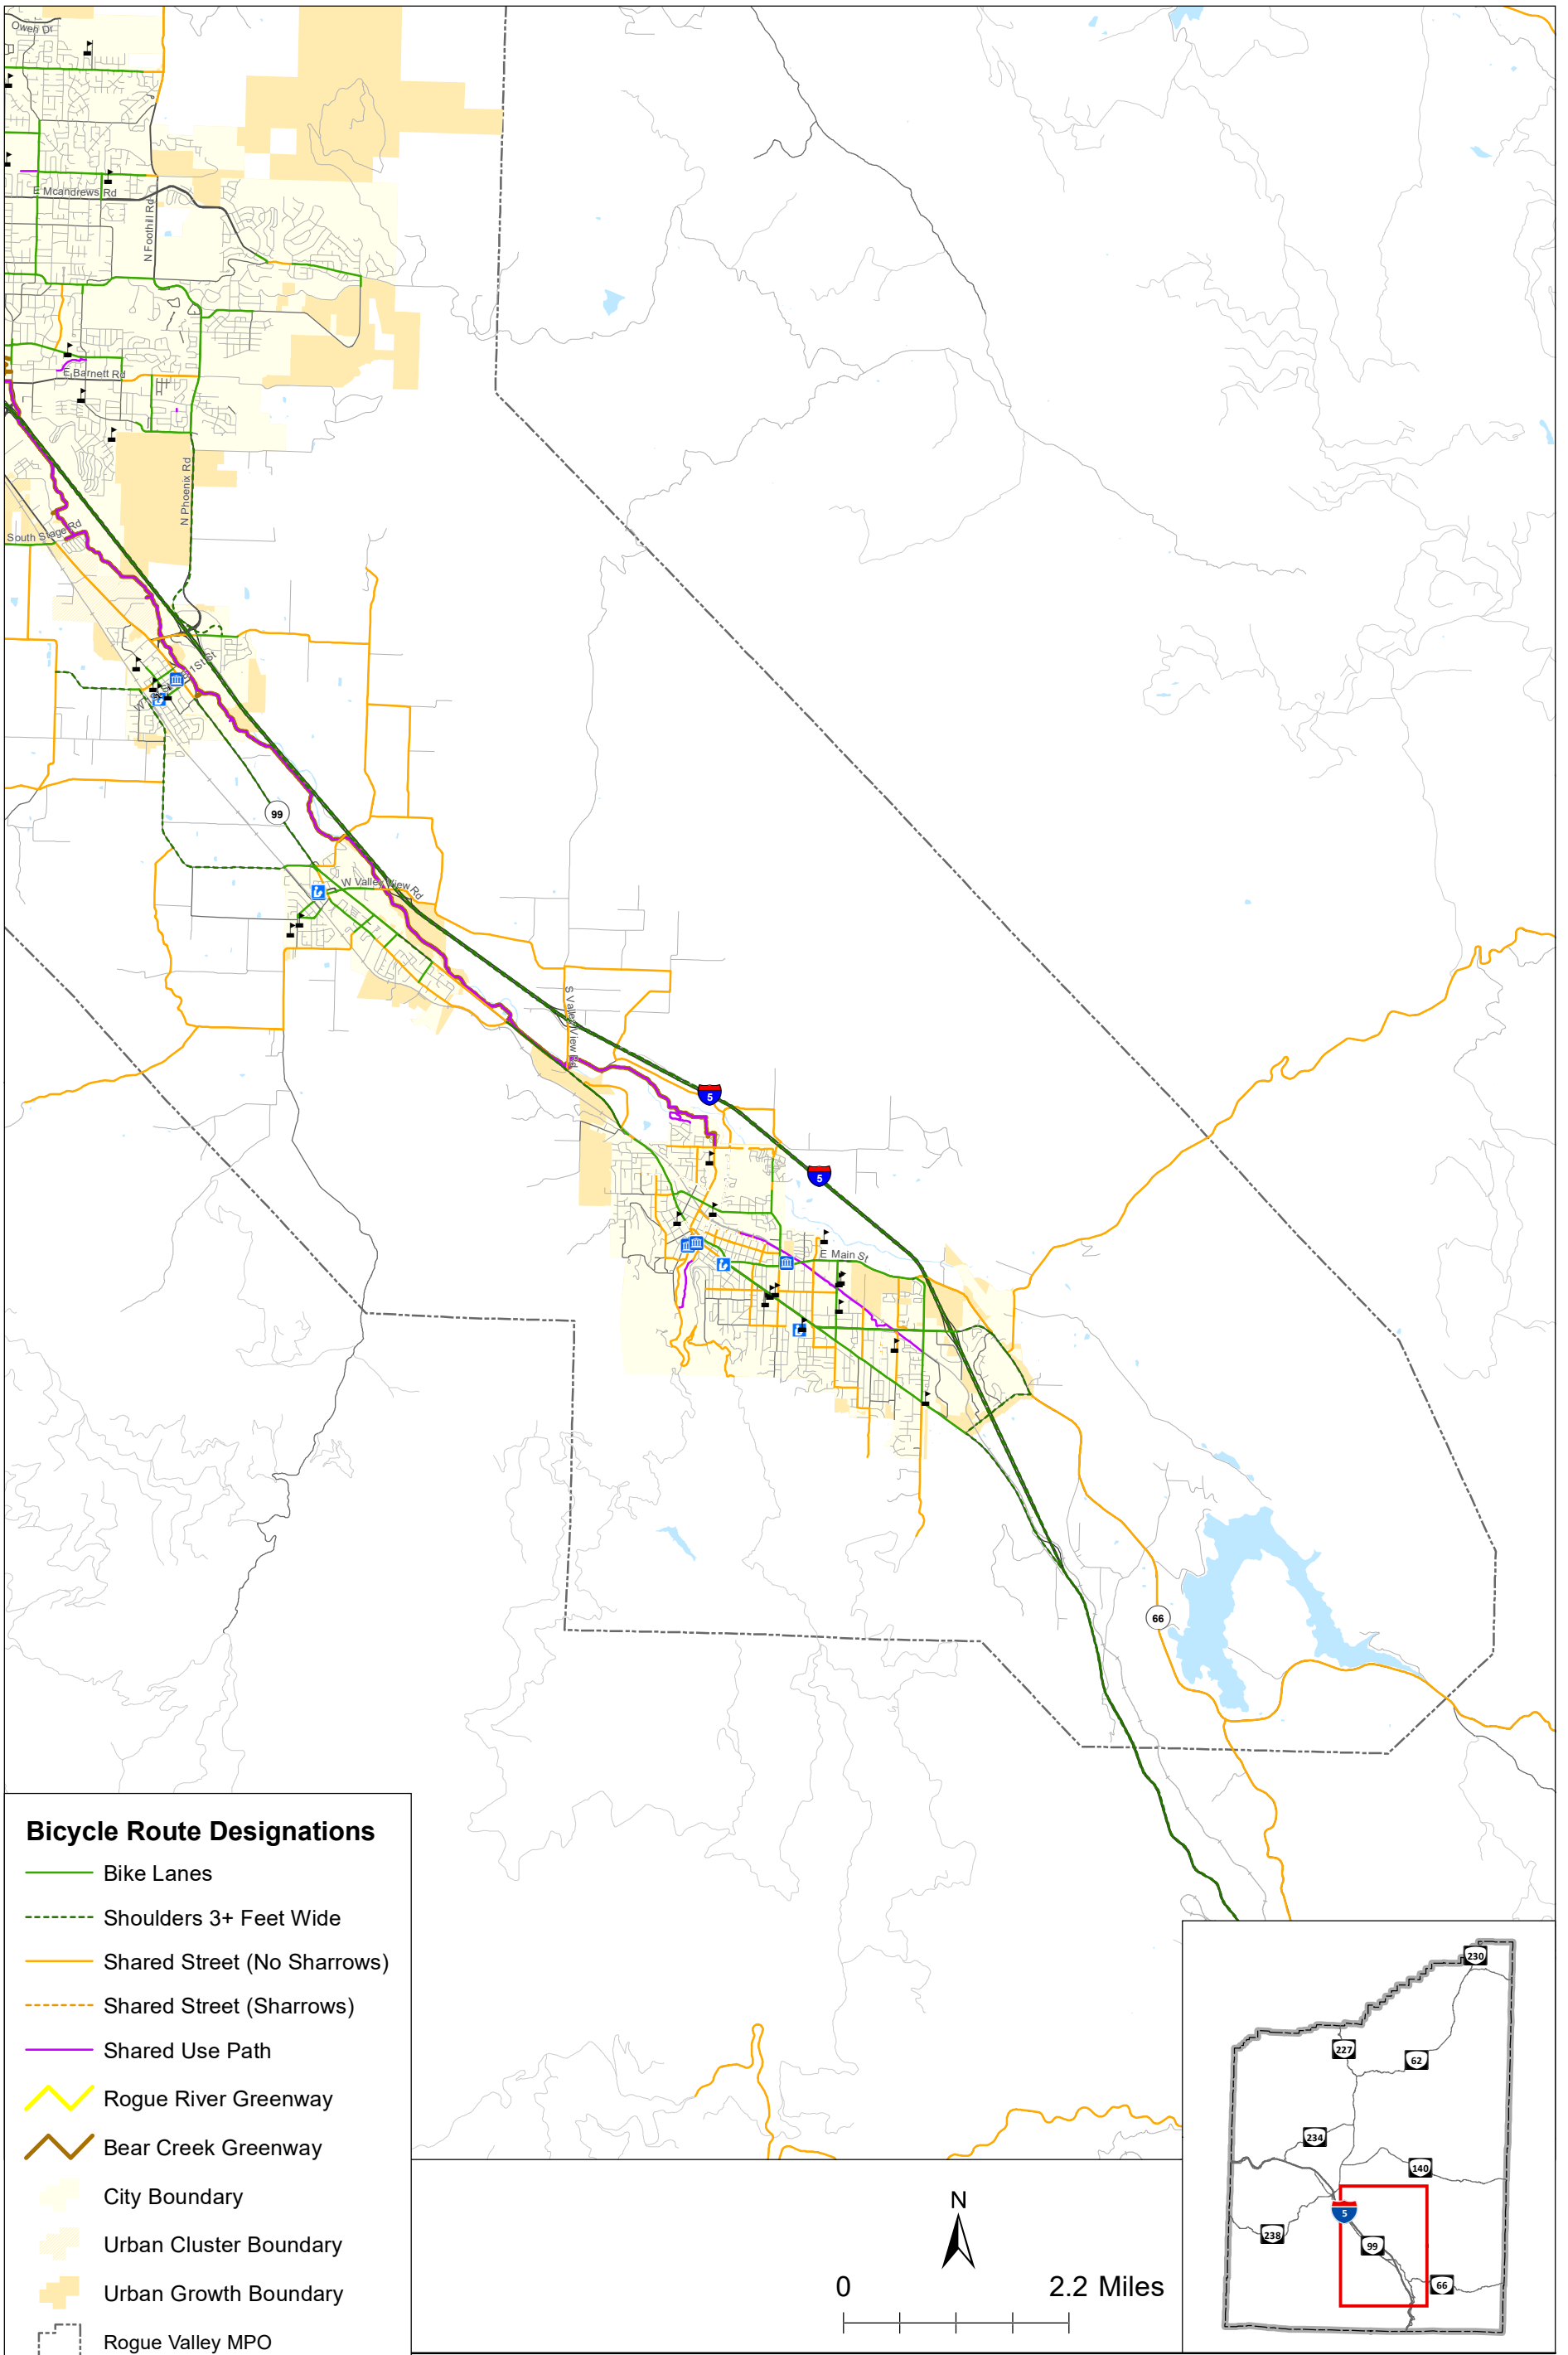 Owen Dr
E Mcandrews Rd
N Foothill Rd
E Barnett Rd
N Phoenix Rd
South Stage Rd
1St St
W
99
W Valley View Rd
S Valley View Rd
5
5
E Main St
66
Bicycle Route Designations
Bike Lanes
Shoulders 3+ Feet Wide
Shared Street (No Sharrows)
Shared Street (Sharrows)
Shared Use Path
Rogue River Greenway
Bear Creek Greenway
City Boundary
Urban Cluster Boundary
Urban Growth Boundary
Rogue Valley MPO
N
0 2.2 Miles
230
227
62
234
140
5
238
99
66